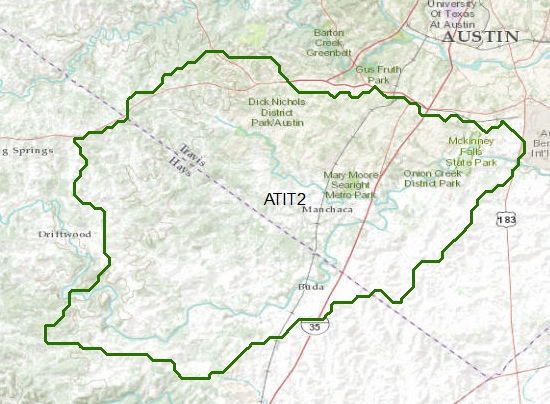 University
Of Texas
At Austin
AUSTIN
Barton
Creek
Greenbelt
Gus Fruth
Park
Dick Nichols
District
Park/Austin
Travis
Hays
g Springs
Mckinney
Falls
State Park
Int'l
Mary Moore
Searight
Metro Park
Onion Creek
District Park
ATIT2
Manchaca
183
Driftwood
Buda
35